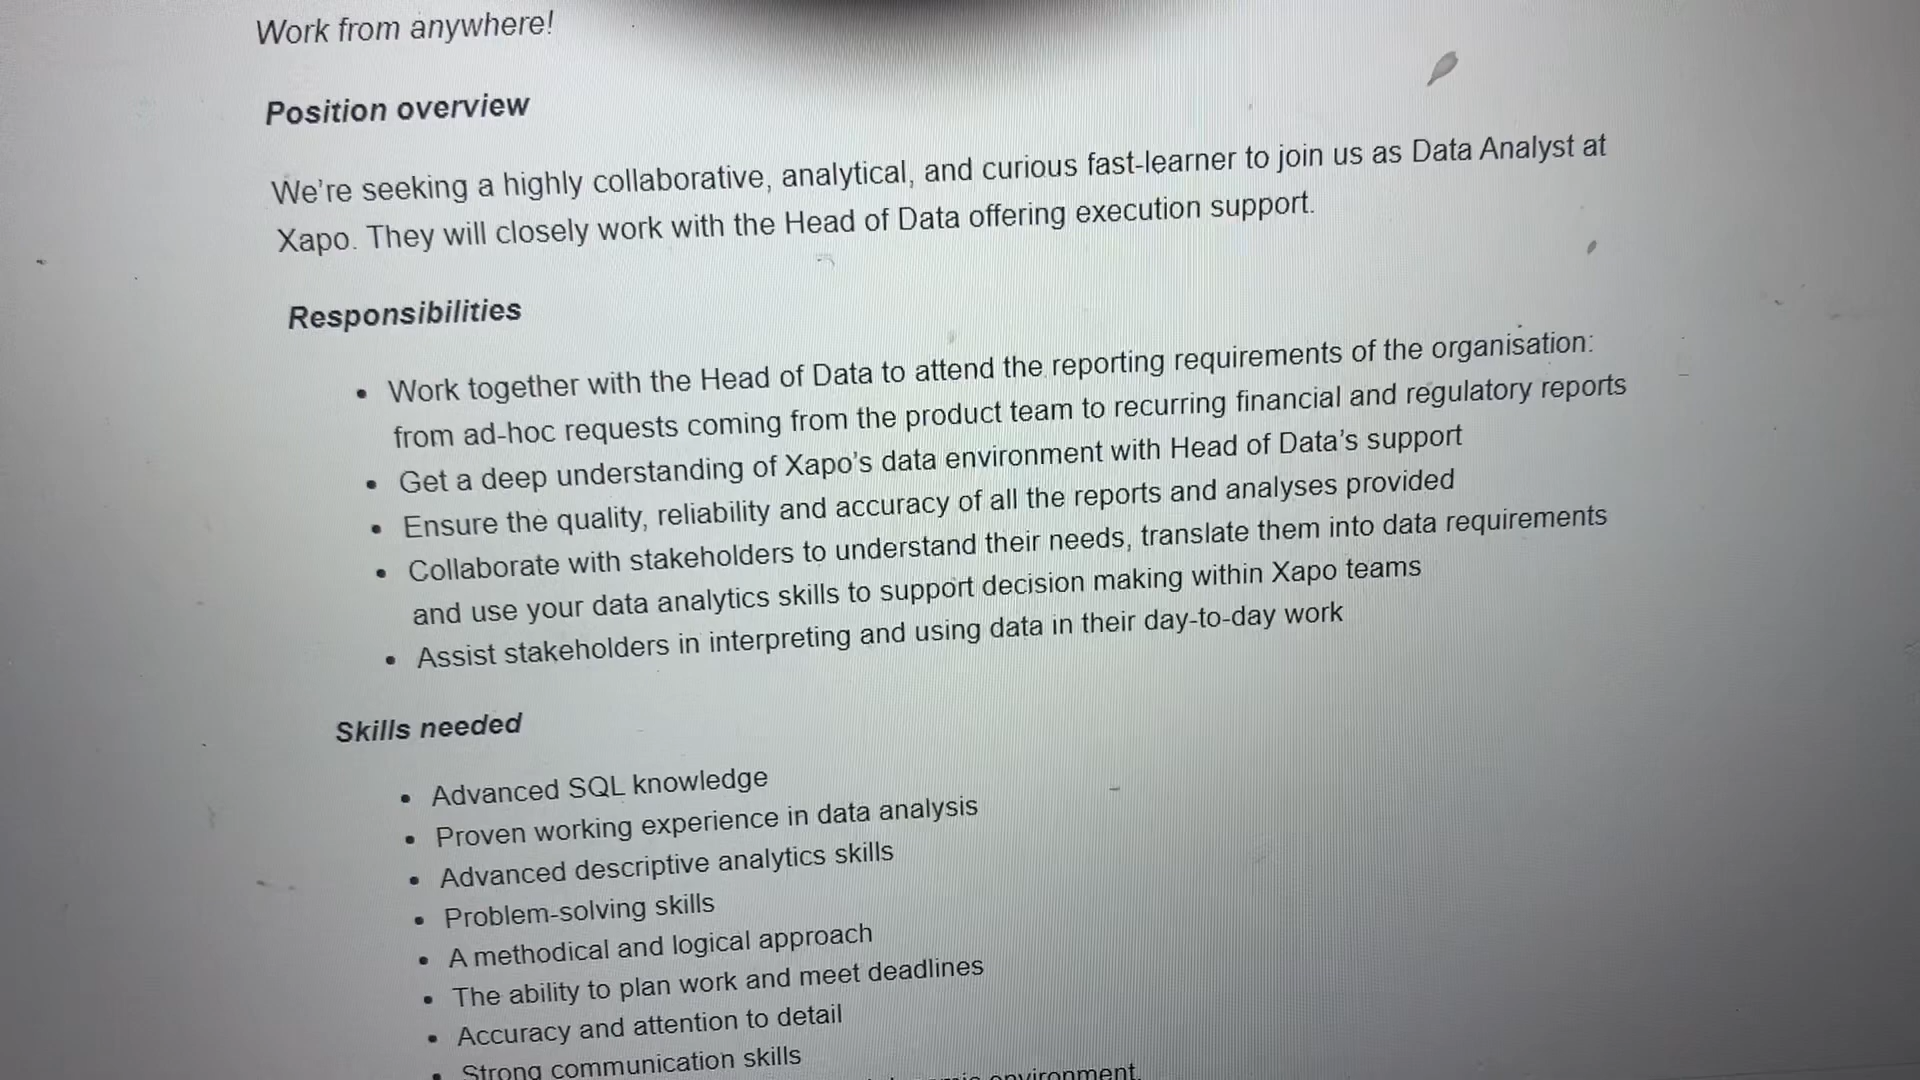 Work from anywhere!
Position overview
We're seeking a highly collaborative, analytical, and curious fast-learner to join us as Data Analyst at
Xapo. They will closely work with the Head of Data offering execution support.
Responsibilities
• Work together with the Head of Data to attend the reporting requirements of the organisation:
from ad-hoc requests coming from the product team to recurring financial and regulatory reports
• Get a deep understanding of Xapo's data environment with Head of Data's support
• Ensure the quality, reliability and accuracy of all the reports and analyses provided
• Collaborate with stakeholders to understand their needs, translate them into data requirements
and use your data analytics skills to support decision making within Xapo teams
• Assist stakeholders in interpreting and using data in their day-to-day work
Skills needed
• Advanced SQL knowledge
• Proven working experience in data analysis
• Advanced descriptive analytics skills
• Problem-solving skills
• A methodical and logical approach
• The ability to plan work and meet deadlines
• Accuracy and attention to detail
• Strong communication skills
environment